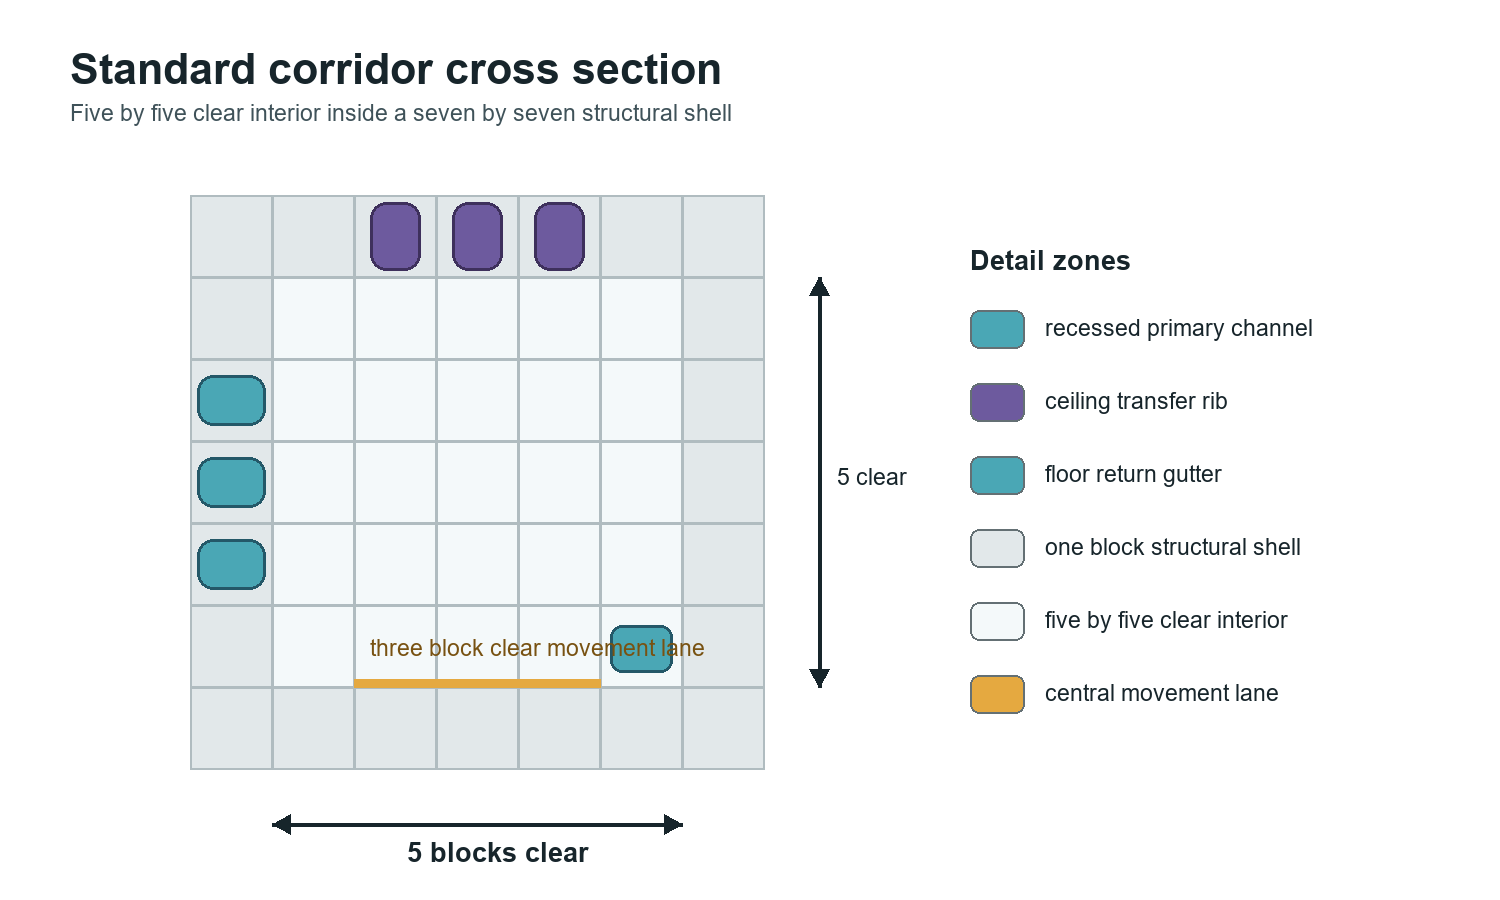 Standard corridor cross section
Five by five clear interior inside a seven by seven structural shell
Detail zones
recessed primary channel
ceiling transfer rib
5 clear
floor return gutter
one block structural shell
five by five clear interior
three block clear movement lane
central movement lane
5 blocks clear